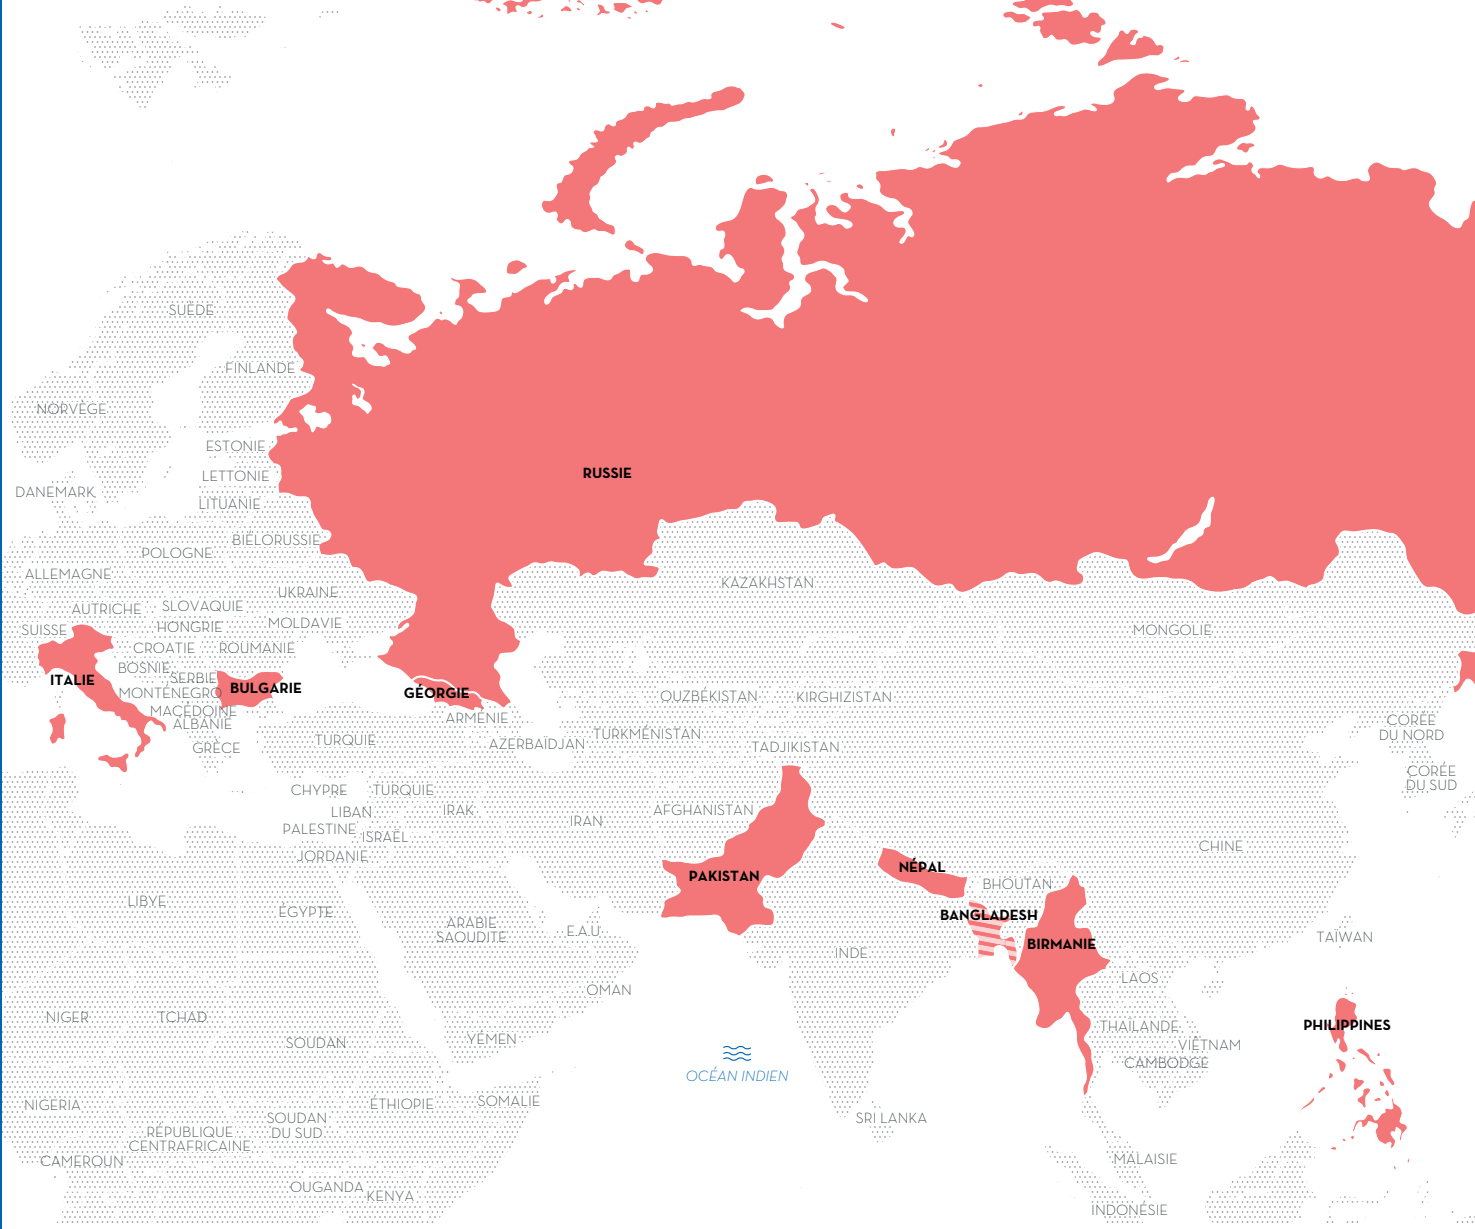 SUÈDE
FINLANDE
NORVÈGE
ESTONIE
RUSSIE
LETTONIE
DANEMARK
LITUANIE
BIÉLORUSSIE
POLOGNE
ALLEMAGNE
KAZAKHSTAN
UKRAINE
AUTRICHE
SLOVAQUIE
MOLDAVIE
HONGRIE
SUISSE
MONGOLIE
CROATIE
ROUMANIE
BOSNIE
SERBIE
ITALIE
BULGARIE
MONTÉNEGRO
GÉORGIE
OUZBÉKISTAN
KIRGHIZISTAN
MACÉDOINE
ARMÉNIE
ALBANIE
CORÉE
DU NORD
TURKMÉNISTAN
TURQUIE
AZERBAÏDJAN
GRÈCE
TADJIKISTAN
CORÉE
DU SUD
CHYPRE
TURQUIE
LIBAN
IRAK
AFGHANISTAN
IRAN
PALESTINE
ISRAËL
CHINE
JORDANIE
NÉPAL
PAKISTAN
BHOUTAN
LIBYE
ÉGYPTE
BANGLADESH
ARABIE
SAOUDITE
E.A.U.
TAÏWAN
BIRMANIE
INDE
LAOS
OMAN
NIGER
TCHAD
PHILIPPINES
THAÏLANDE
YÉMEN
SOUDAN
VIÊTNAM
CAMBODGE
OCÉAN INDIEN
NIGERIA
ÉTHIOPIE
SOMALIE
SOUDAN
DU SUD
SRI LANKA
RÉPUBLIQUE
CENTRAFRICAINE
CAMEROUN
MALAISIE
OUGANDA
KENYA
INDONÉSIE